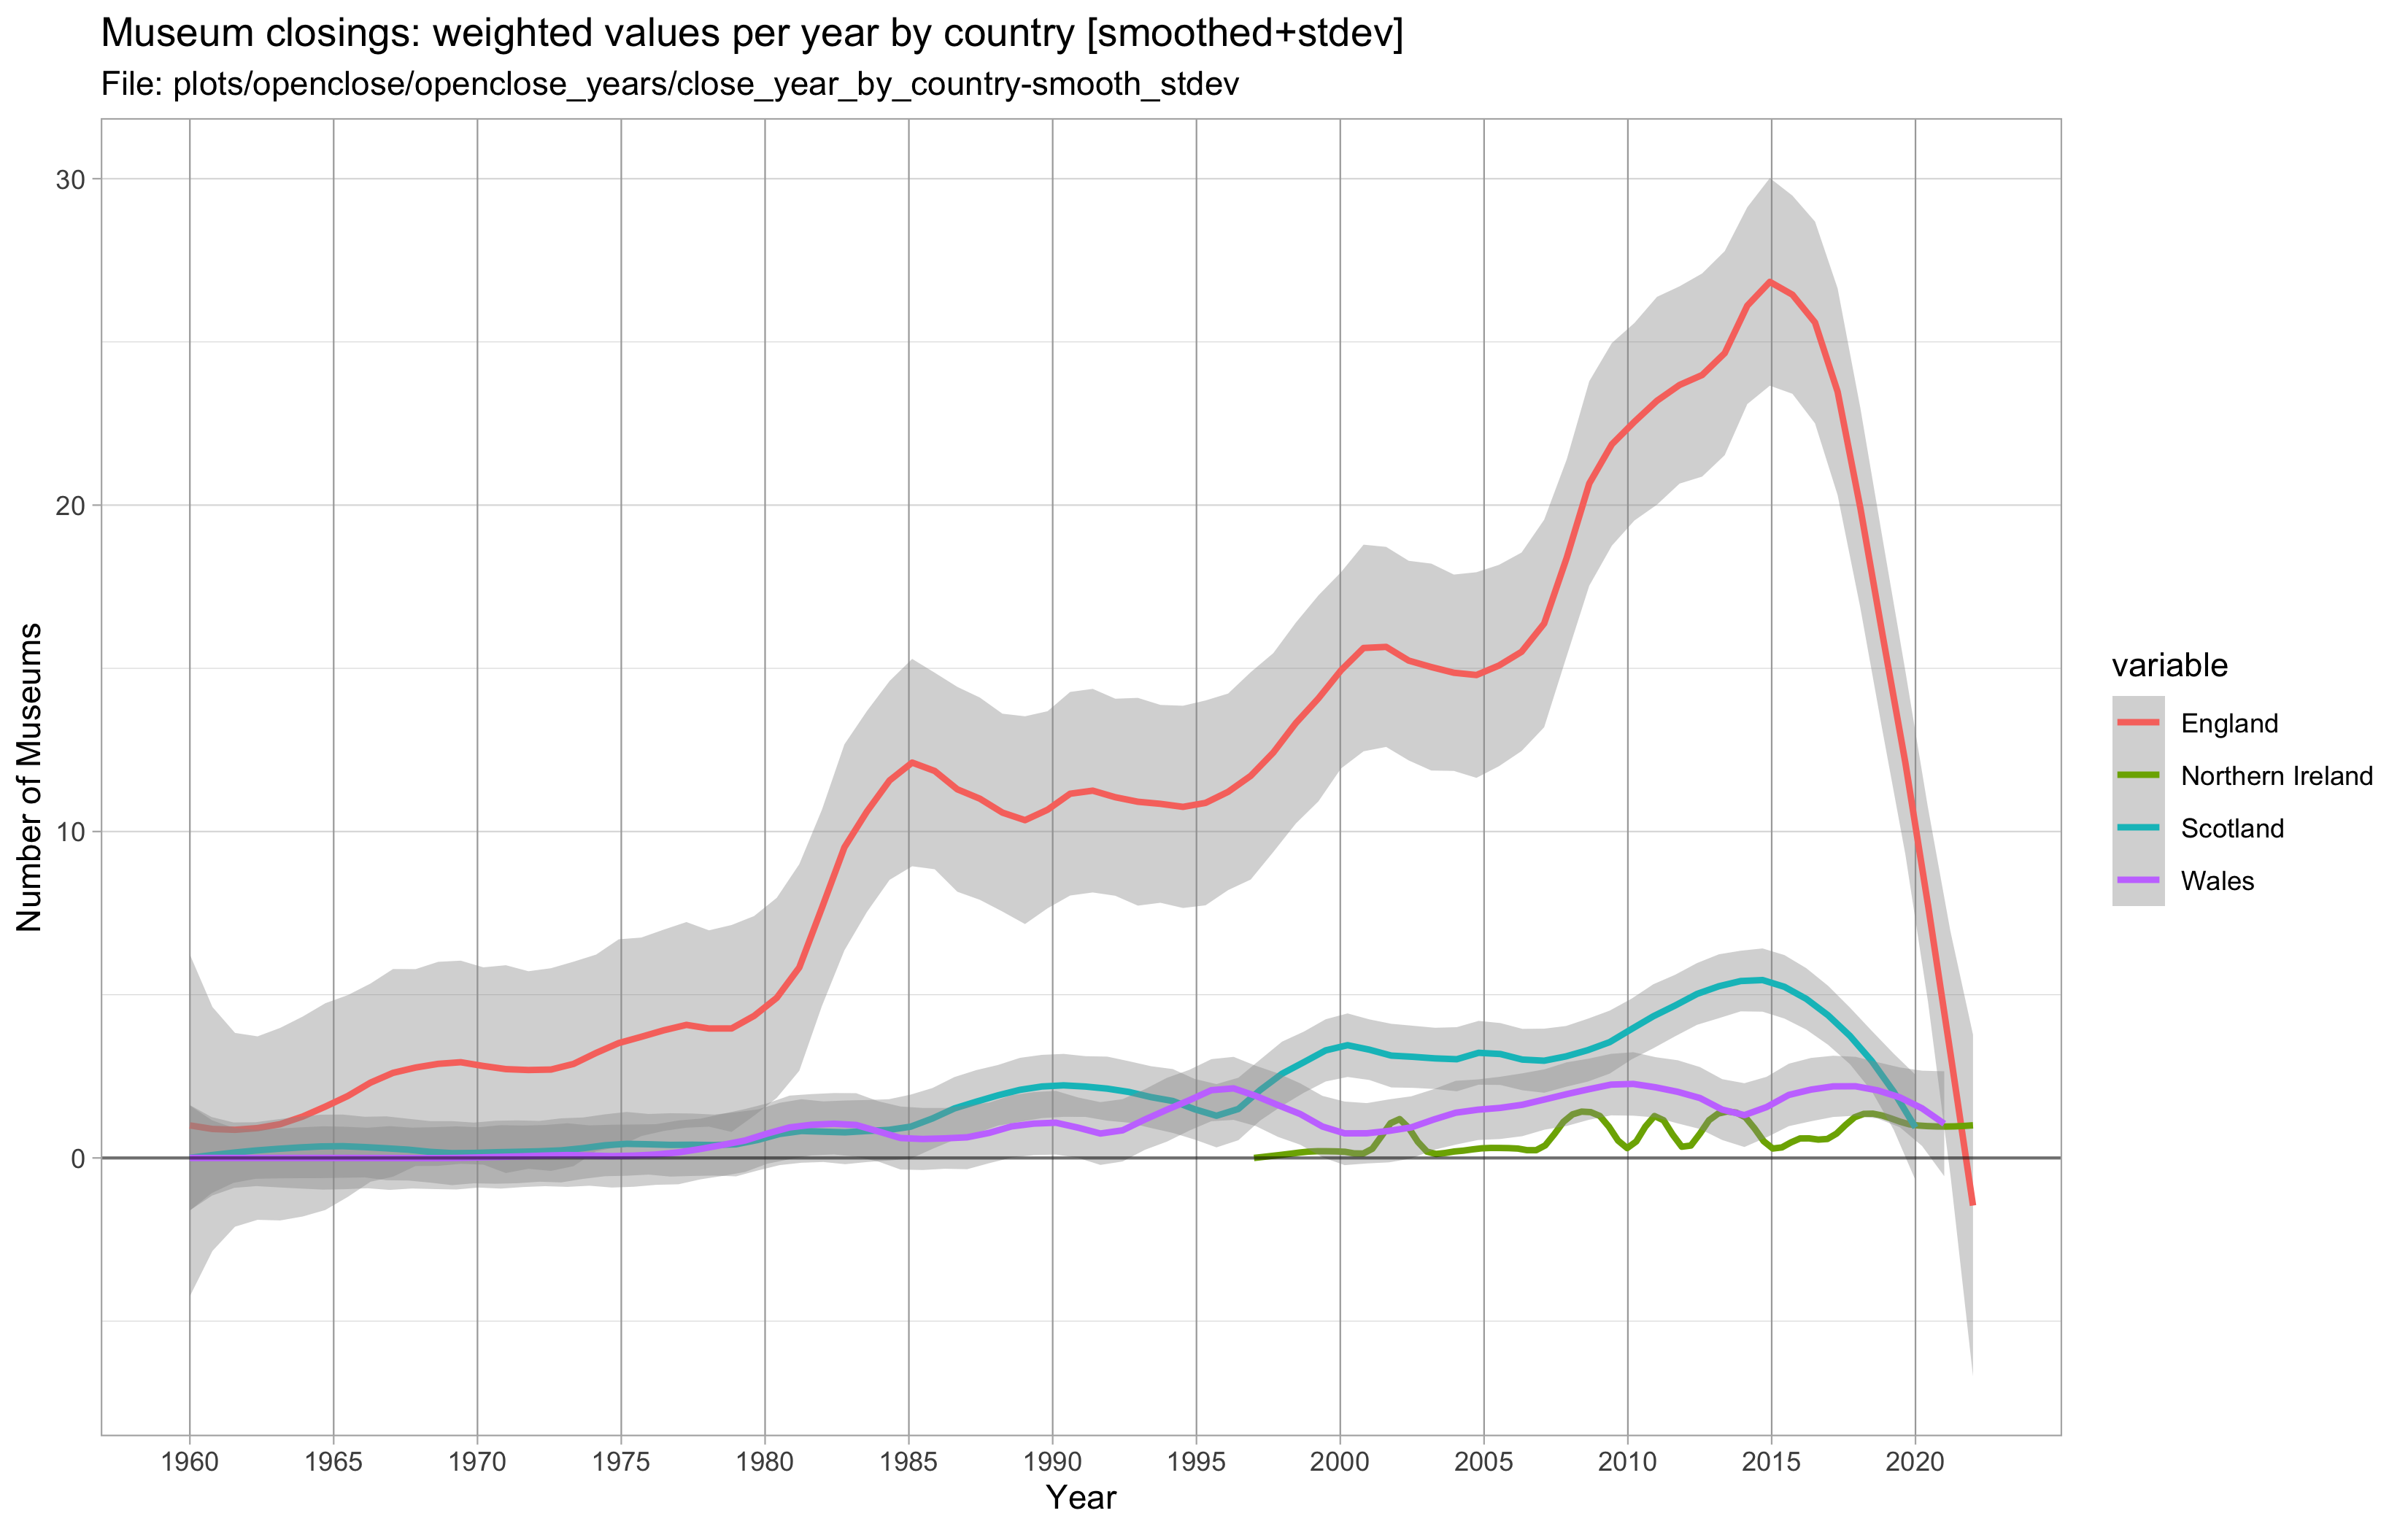 Museum closings: weighted values per year by country [smoothed+stdev]
File: plots/openclose/openclose_years/close_year_by_country-smooth_stdev
Number of Museums
30
20
10
0
1960 1965 1970 1975 1980 1985 1990 1995 2000 2005 2010 2015 2020
Year
variable
England
Northern Ireland
Scotland
Wales